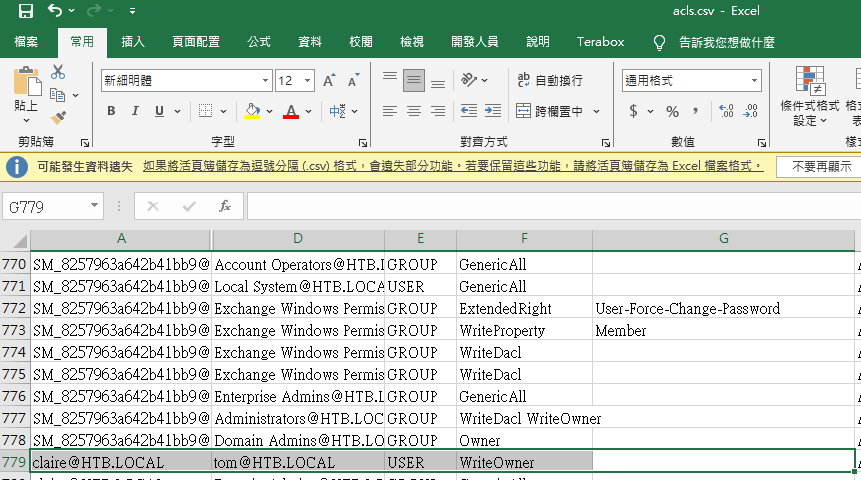 acls.csv - Excel
檔案 常用 插入 頁面配置 公式 資料 校閱 檢視 開發人員 說明 Terabox 告訴我您想做什麼
新細明體 12 A A ab 自動換行 通用格式
貼上 B I U A 中 跨欄置中 $ % , 條件式格式
設定
剪貼簿 字型 對齊方式 數值
可能發生資料遺失 如果將活頁簿儲存為逗號分隔 (.csv) 格式，會遺失部分功能。若要保留這些功能，請將活頁簿儲存為 Excel 檔案格式。 不要再顯示
G779 fx
A D E F G
770 SM_8257963a642b41bb9@ Account Operators@HTB.I GROUP GenericAll
771 SM_8257963a642b41bb9@ Local System@HTB.LOCA USER GenericAll
772 SM_8257963a642b41bb9@ Exchange Windows Permis GROUP ExtendedRight User-Force-Change-Password
773 SM_8257963a642b41bb9@ Exchange Windows Permis GROUP WriteProperty Member
774 SM_8257963a642b41bb9@ Exchange Windows Permis GROUP WriteDacl
775 SM_8257963a642b41bb9@ Exchange Windows Permis GROUP WriteDacl
776 SM_8257963a642b41bb9@ Enterprise Admins@HTB.L GROUP GenericAll
777 SM_8257963a642b41bb9@ Administrators@HTB.LOC GROUP WriteDacl WriteOwner
778 SM_8257963a642b41bb9@ Domain Admins@HTB.LO GROUP Owner
779 claire@HTB.LOCAL tom@HTB.LOCAL USER WriteOwner